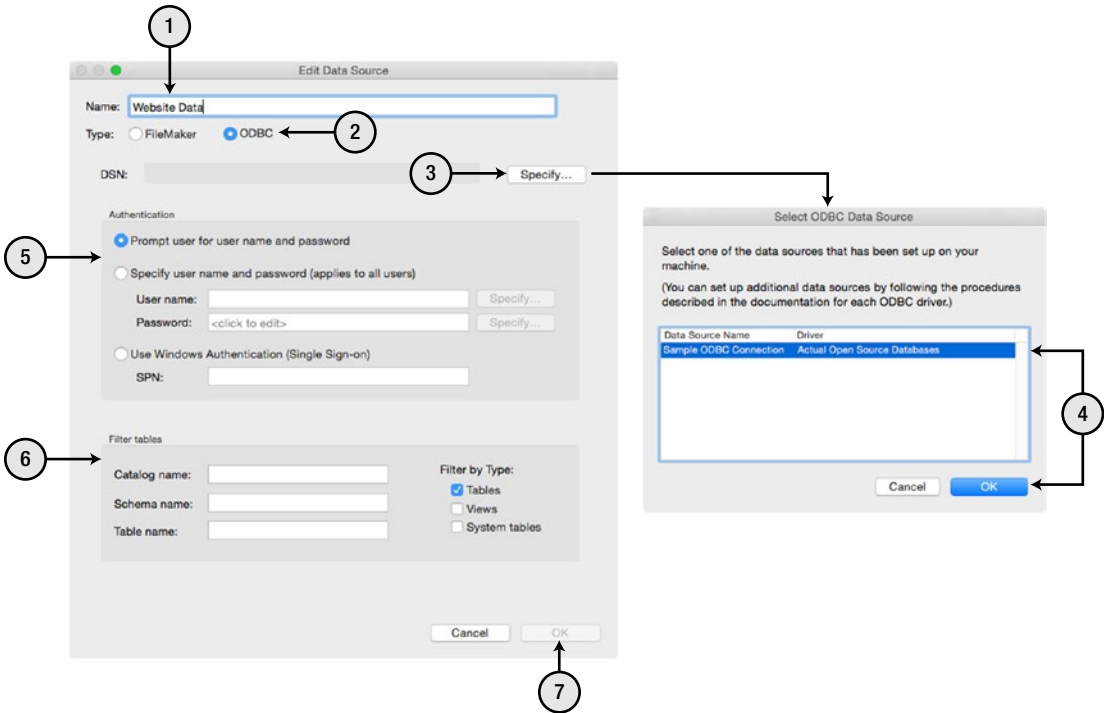 1
Edit Data Source
Name: Website Data
Type: FileMaker ODBC
2
DSN:
3
Specify...
Select ODBC Data Source
Select one of the data sources that has been set up on your
machine.
(You can set up additional data sources by following the procedures
described in the documentation for each ODBC driver.)
Data Source Name Driver
Sample ODBC Connection Actual Open Source Databases
4
Cancel OK
Authentication
5
Prompt user for user name and password
Specify user name and password (applies to all users)
User name: Specify...
Password: <click to edit> Specify...
Use Windows Authentication (Single Sign-on)
SPN:
Filter tables
6
Catalog name:
Schema name:
Table name:
Filter by Type:
Tables
Views
System tables
Cancel OK
7